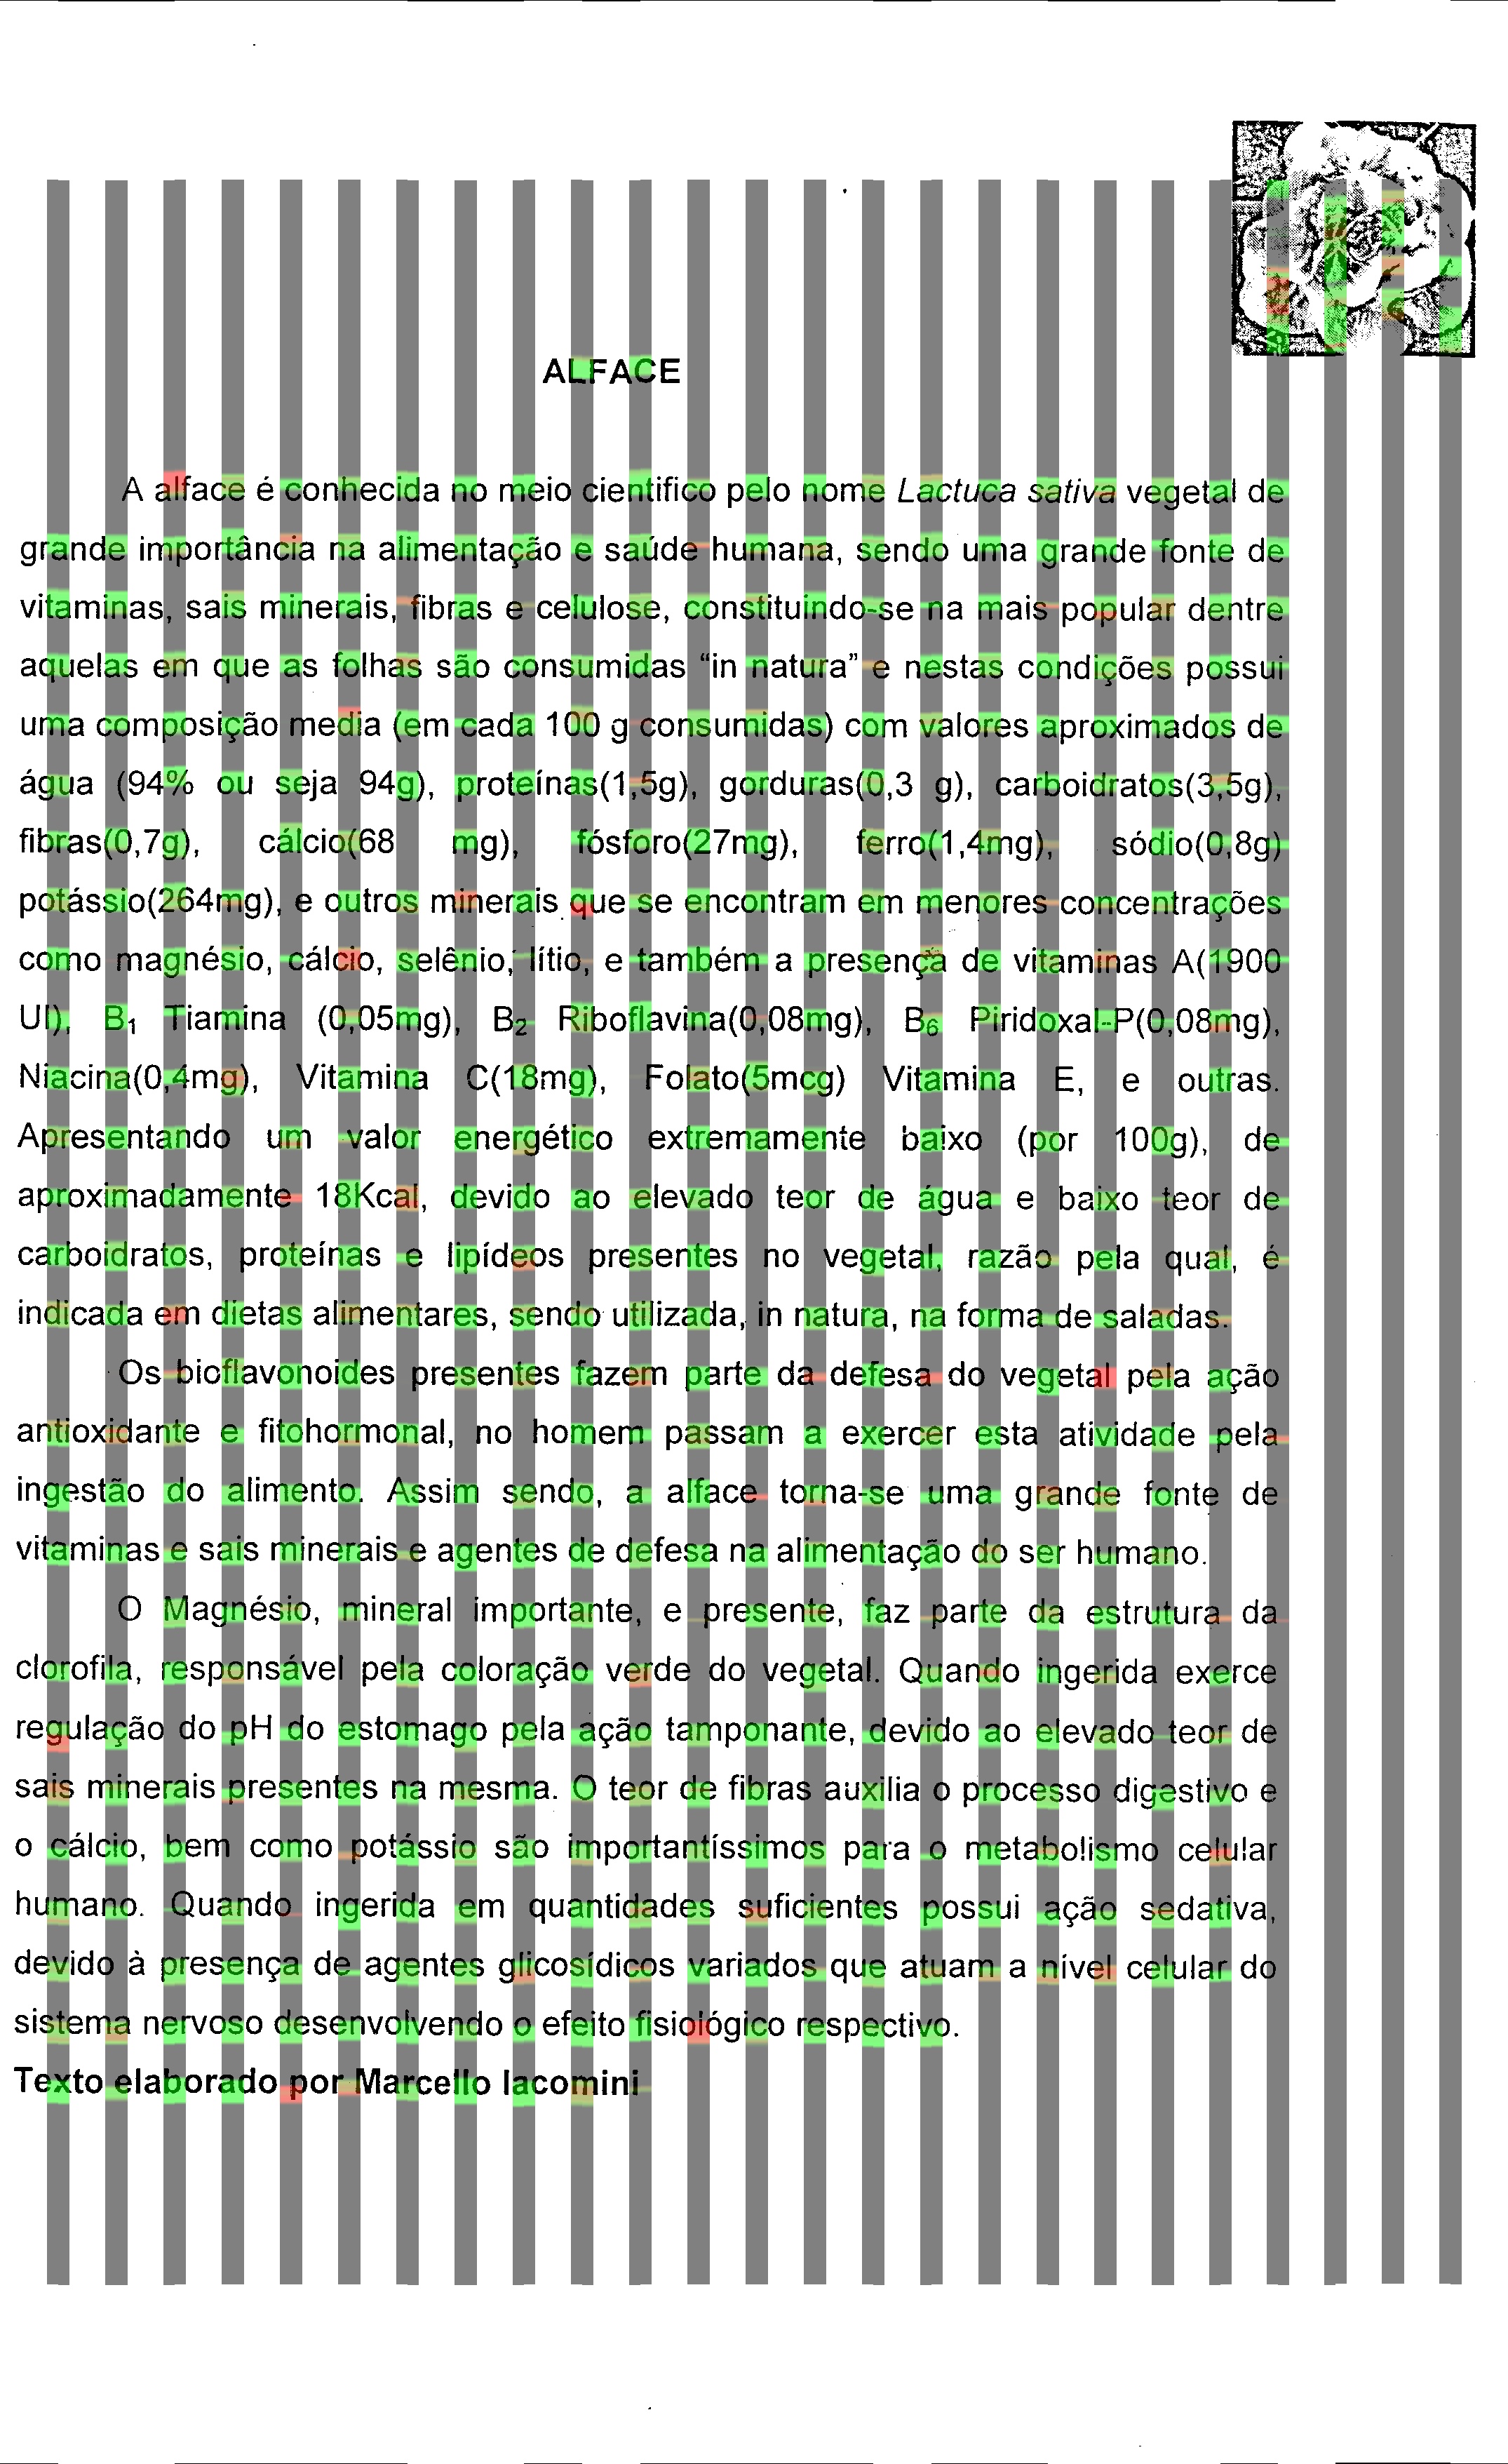 ALFACE
A alface é conhecida no meio cientifico pelo nome Lactuca sativa vegetal de
grande importância na alimentação e saúde humana, sendo uma grande fonte de
vitaminas, sais minerais, fibras e celulose, constituindo-se na mais popular dentre
aquelas em que as folhas são consumidas “in natura” e nestas condições possui
uma composição media (em cada 100 g consumidas) com valores aproximados de
água (94% ou seja 94g), proteínas(1,5g), gorduras(0,3 g), carboidratos(3,5g),
fibras(0,7g), cálcio(68 mg), fósforo(27mg), ferro(1,4mg), sódio(0,8g)
potássio(264mg), e outros minerais que se encontram em menores concentrações
como magnésio, cálcio, selênio, lítio, e também a presença de vitaminas A(1900
UI), B₁ Tiamina (0,05mg), B₂ Riboflavina(0,08mg), B₆ Piridoxal-P(0,08mg),
Niacina(0,4mg), Vitamina C(18mg), Folato(5mcg) Vitamina E, e outras.
Apresentando um valor energético extremamente baixo (por 100g), de
aproximadamente 18Kcal, devido ao elevado teor de água e baixo teor de
carboidratos, proteínas e lipídeos presentes no vegetal, razão pela qual, é
indicada em dietas alimentares, sendo utilizada, in natura, na forma de saladas.
Os bioflavonoides presentes fazem parte da defesa do vegetal pela ação
antioxidante e fitohormonal, no homem passam a exercer esta atividade pela
ingestão do alimento. Assim sendo, a alface torna-se uma grande fonte de
vitaminas e sais minerais e agentes de defesa na alimentação do ser humano.
O Magnésio, mineral importante, e presente, faz parte da estrutura da
clorofila, responsável pela coloração verde do vegetal. Quando ingerida exerce
regulação do pH do estomago pela ação tamponante, devido ao elevado teor de
sais minerais presentes na mesma. O teor de fibras auxilia o processo digestivo e
o cálcio, bem como potássio são importantíssimos para o metabolismo celular
humano. Quando ingerida em quantidades suficientes possui ação sedativa,
devido à presença de agentes glicosídicos variados que atuam a nível celular do
sistema nervoso desenvolvendo o efeito fisiológico respectivo.
Texto elaborado por Marcello Iacomini